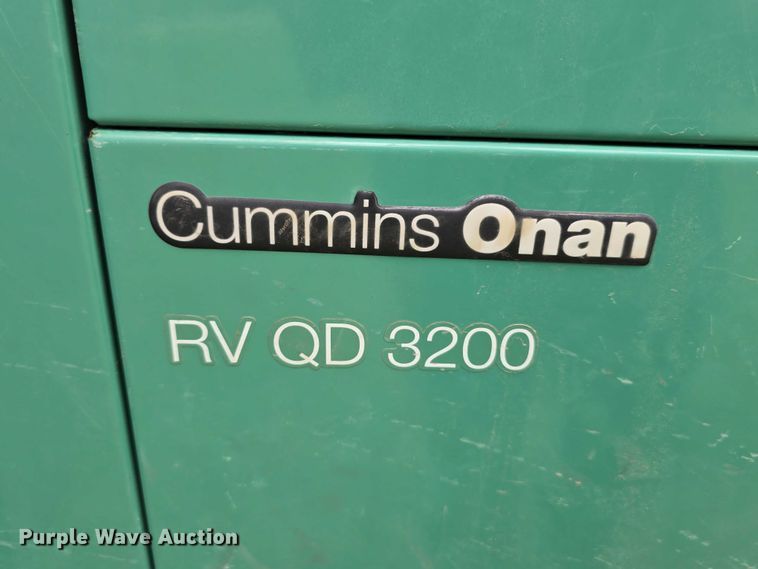 Cummins Onan
RV QD 3200
Purple Wave Auction